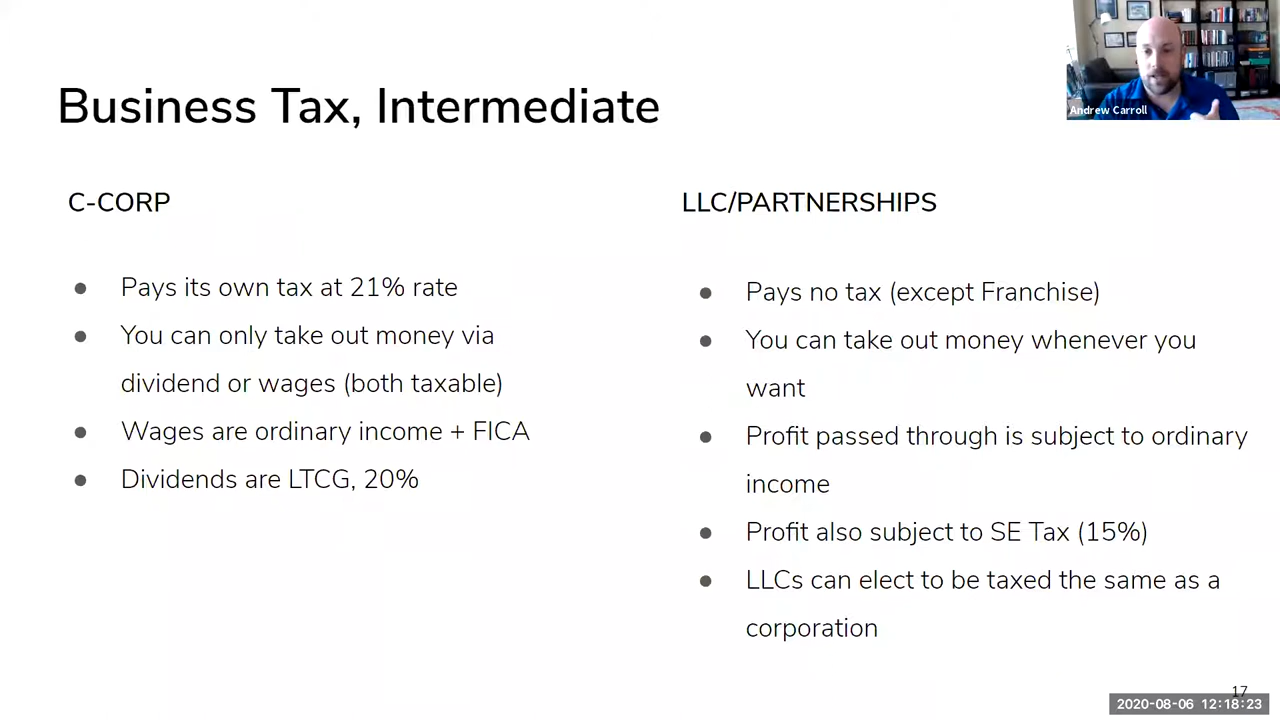 Andrew Carroll
Business Tax, Intermediate
C-CORP
● Pays its own tax at 21% rate
● You can only take out money via
dividend or wages (both taxable)
● Wages are ordinary income + FICA
● Dividends are LTCG, 20%
LLC/PARTNERSHIPS
● Pays no tax (except Franchise)
● You can take out money whenever you
want
● Profit passed through is subject to ordinary
income
● Profit also subject to SE Tax (15%)
● LLCs can elect to be taxed the same as a
corporation
17
2020-08-06 12:18:23